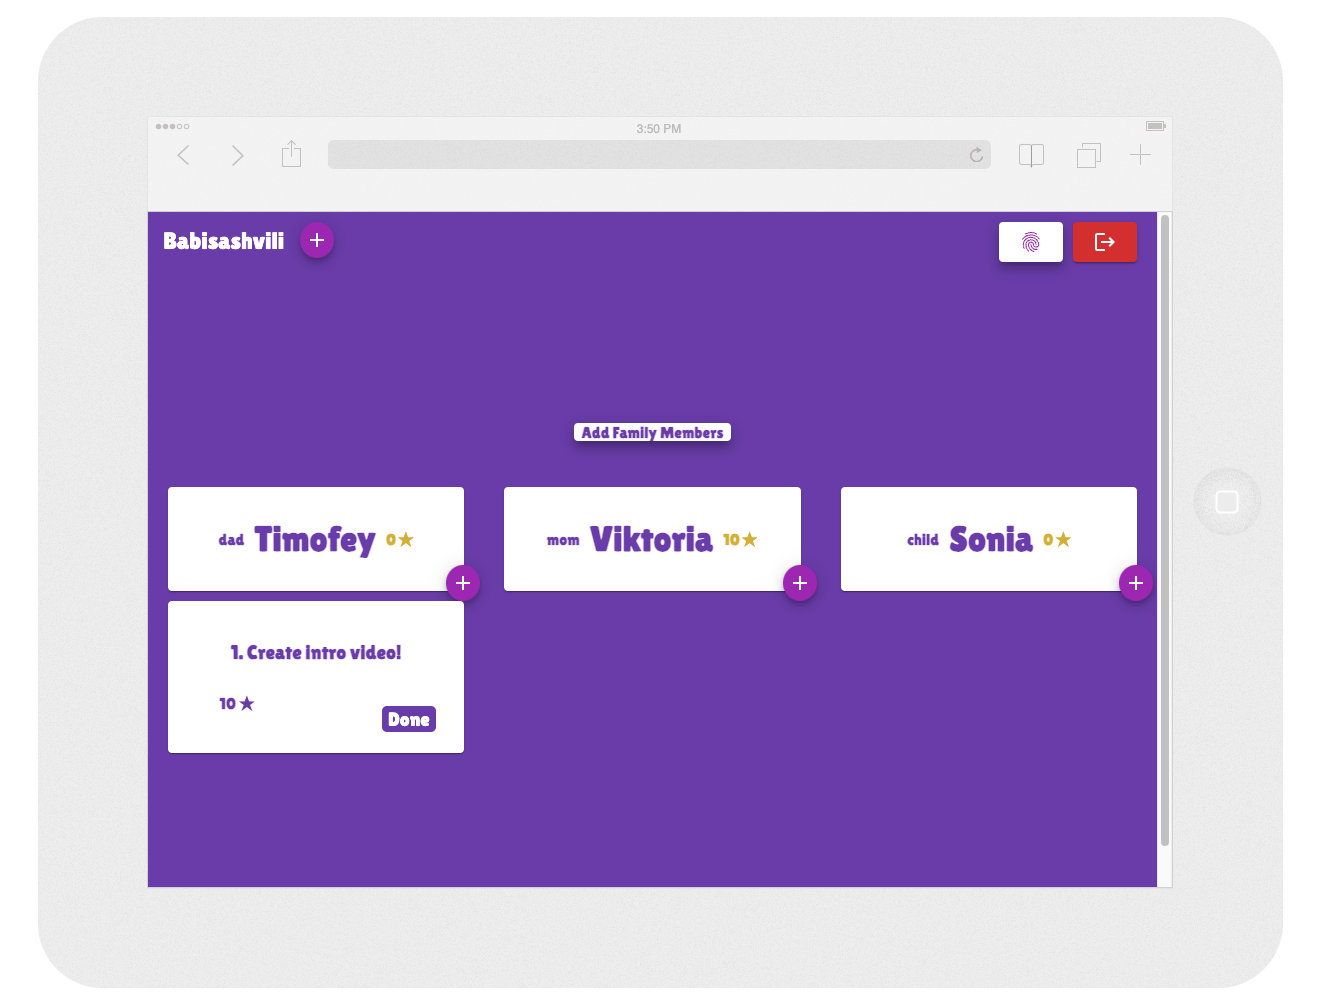 3:50 PM
Babisashvili
Add Family Members
dad Timofey 0★
mom Viktoria 10★
child Sonia 0★
1. Create intro video!
10★
Done